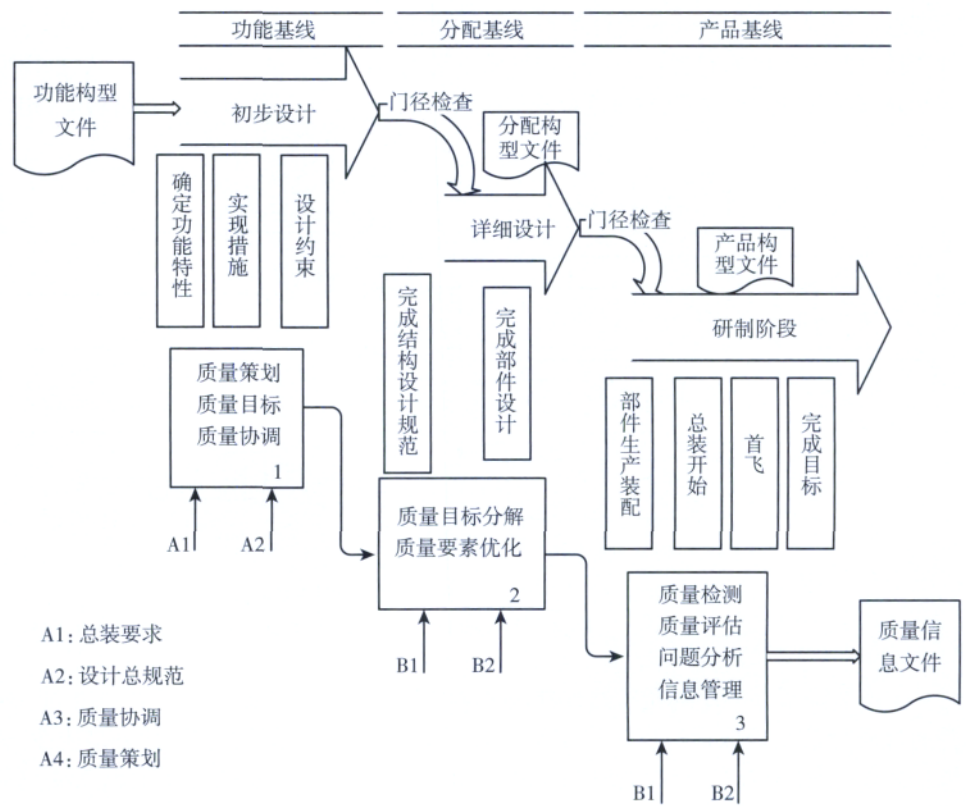 功能基线
分配基线
产品基线
功能构型
文件
初步设计
门径检查
分配构
型文件
确定功能特性
实现措施
设计约束
详细设计
门径检查
产品构
型文件
完成结构设计规范
完成部件设计
研制阶段
质量策划
质量目标
质量协调
1
A1
A2
部件生产装配
总装开始
首飞
完成目标
质量目标分解
质量要素优化
2
B1
B2
质量检测
质量评估
问题分析
信息管理
3
B1
B2
质量信
息文件
A1:总装要求
A2:设计总规范
A3:质量协调
A4:质量策划